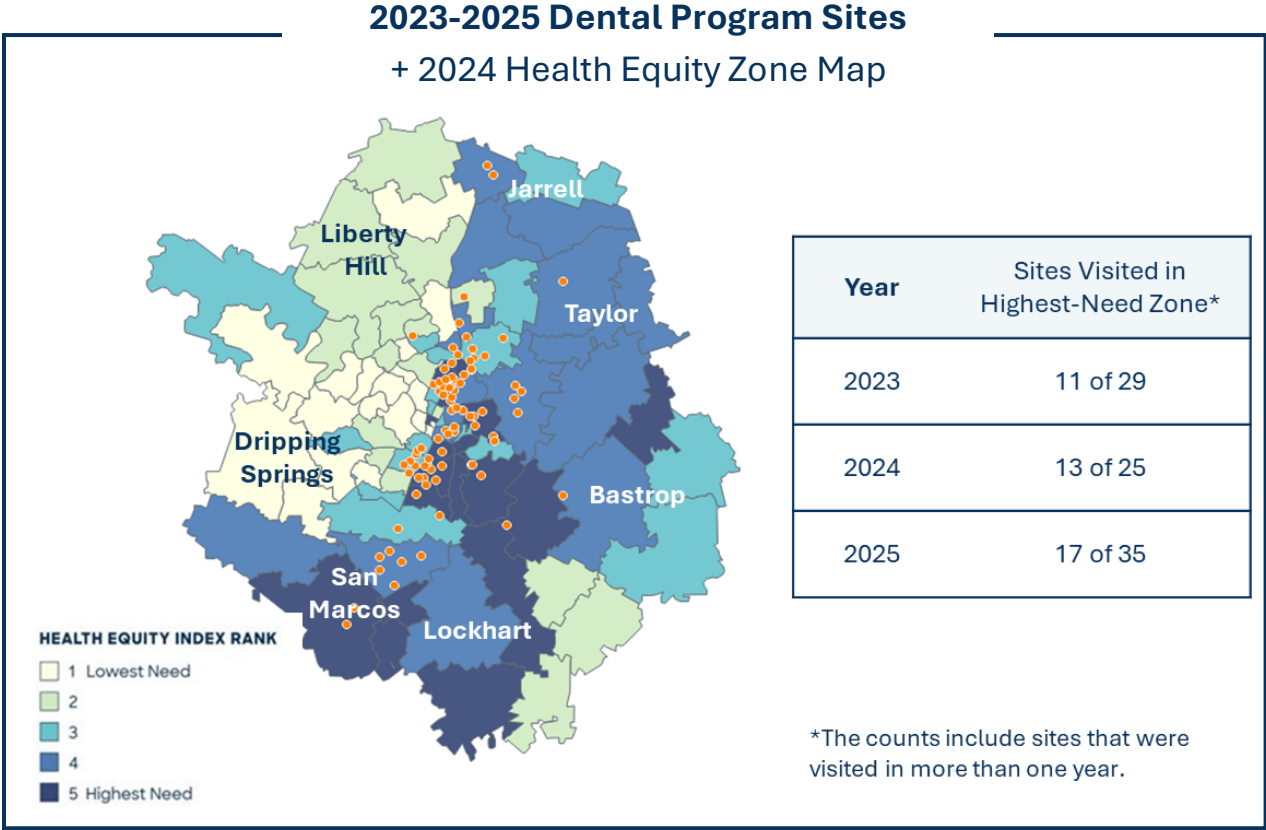 2023-2025 Dental Program Sites
+ 2024 Health Equity Zone Map
Jarrell
Liberty
Hill
Taylor
Dripping
Springs
Bastrop
San
Marcos
Lockhart
HEALTH EQUITY INDEX RANK
1 Lowest Need
2
3
4
5 Highest Need
Year
Sites Visited in
Highest-Need Zone*
2023
11 of 29
2024
13 of 25
2025
17 of 35
*The counts include sites that were
visited in more than one year.